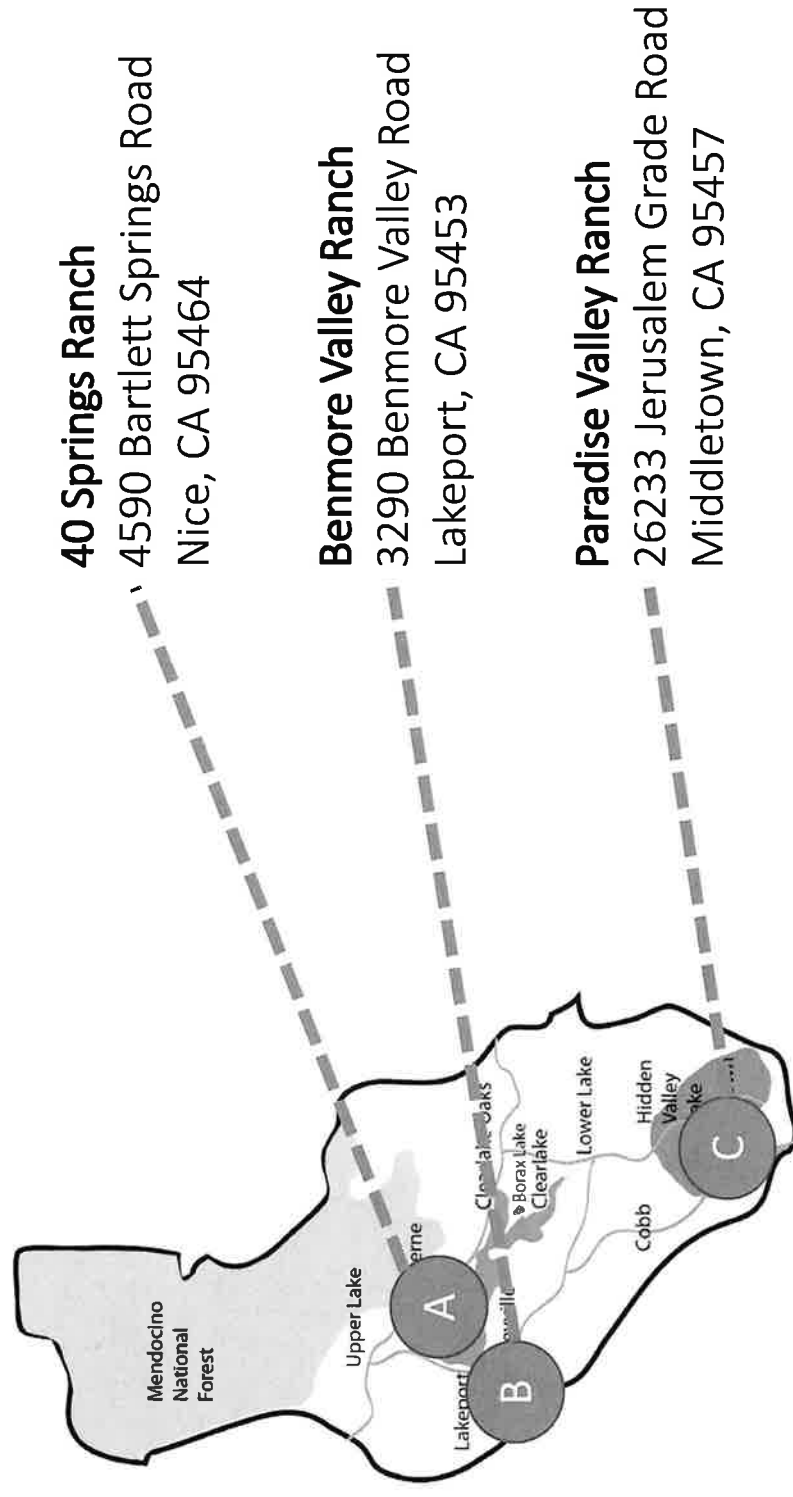 40 Springs Ranch
4590 Bartlett Springs Road
Nice, CA 95464
Benmore Valley Ranch
3290 Benmore Valley Road
Lakeport, CA 95453
Paradise Valley Ranch
26233 Jerusalem Grade Road
Middletown, CA 95457
Mendocino
National
Forest
Upper Lake
A
Lakeport
B
Borax Lake
Clearlake
Lower Lake
Hidden
Valley
Cobb
C